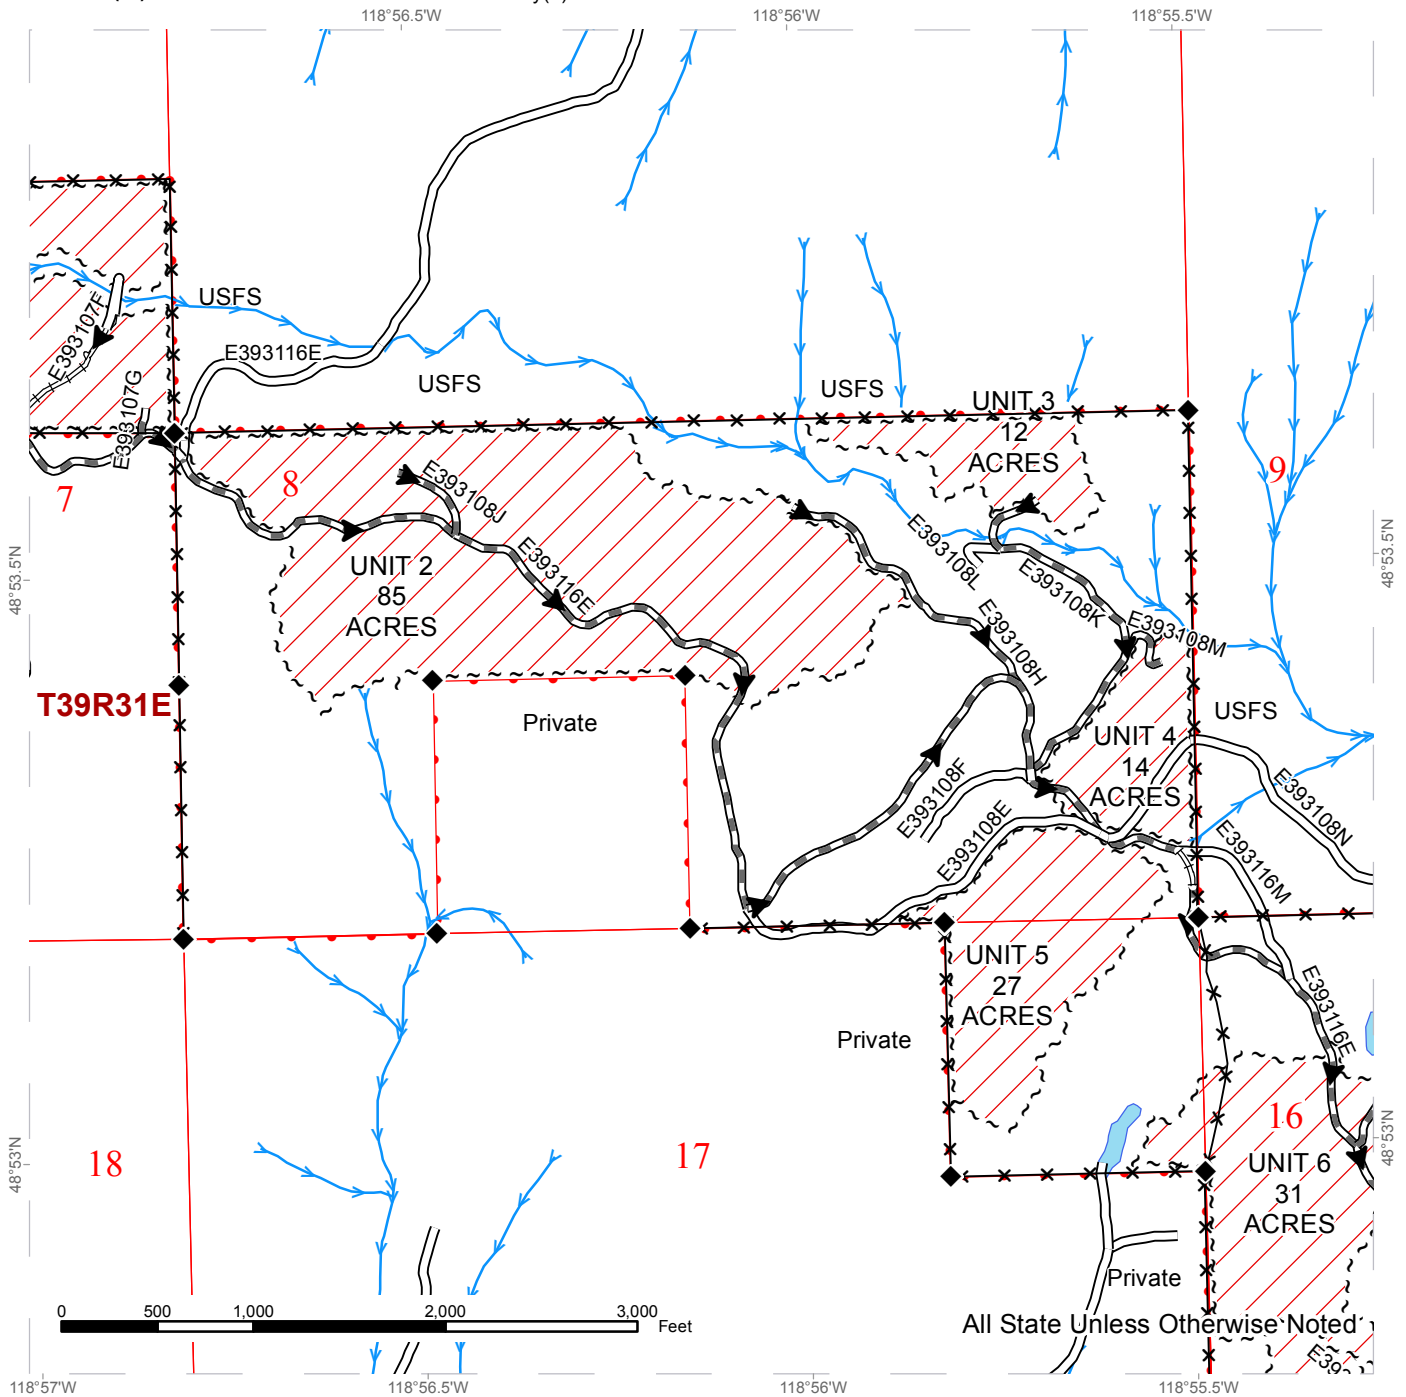 118°56.5'W
118°56'W
118°55.5'W
USFS
E393107F
E393116E
USFS
USFS
UNIT 3
12
ACRES
E393107G
8
7
9
E393108J
E393108L
48°53.5'N
48°53.5'N
UNIT 2
85
ACRES
E393116E
E393108K
E393108H
E393108M
T39R31E
Private
USFS
UNIT 4
14
ACRES
E393108F
E393108E
E393108N
E393116M
UNIT 5
27
ACRES
E393116E
Private
16
18
17
48°53'N
48°53'N
UNIT 6
31
ACRES
Private
0 500 1,000 2,000 3,000
Feet
All State Unless Otherwise Noted
118°57'W
118°56.5'W
118°56'W
118°55.5'W